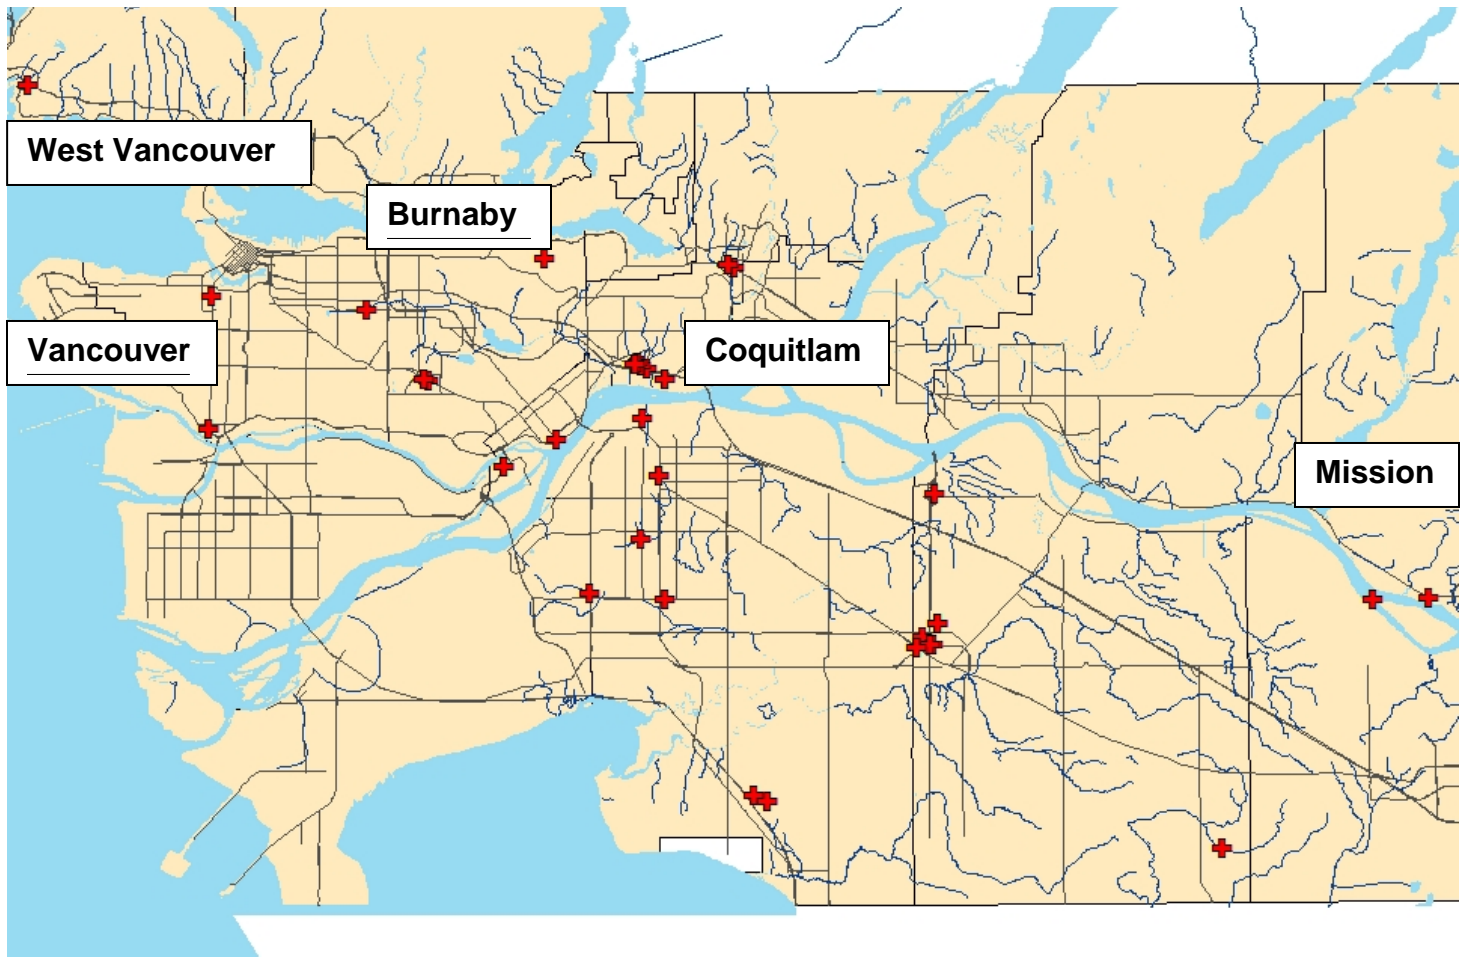 West Vancouver
Burnaby
Vancouver
Coquitlam
Mission